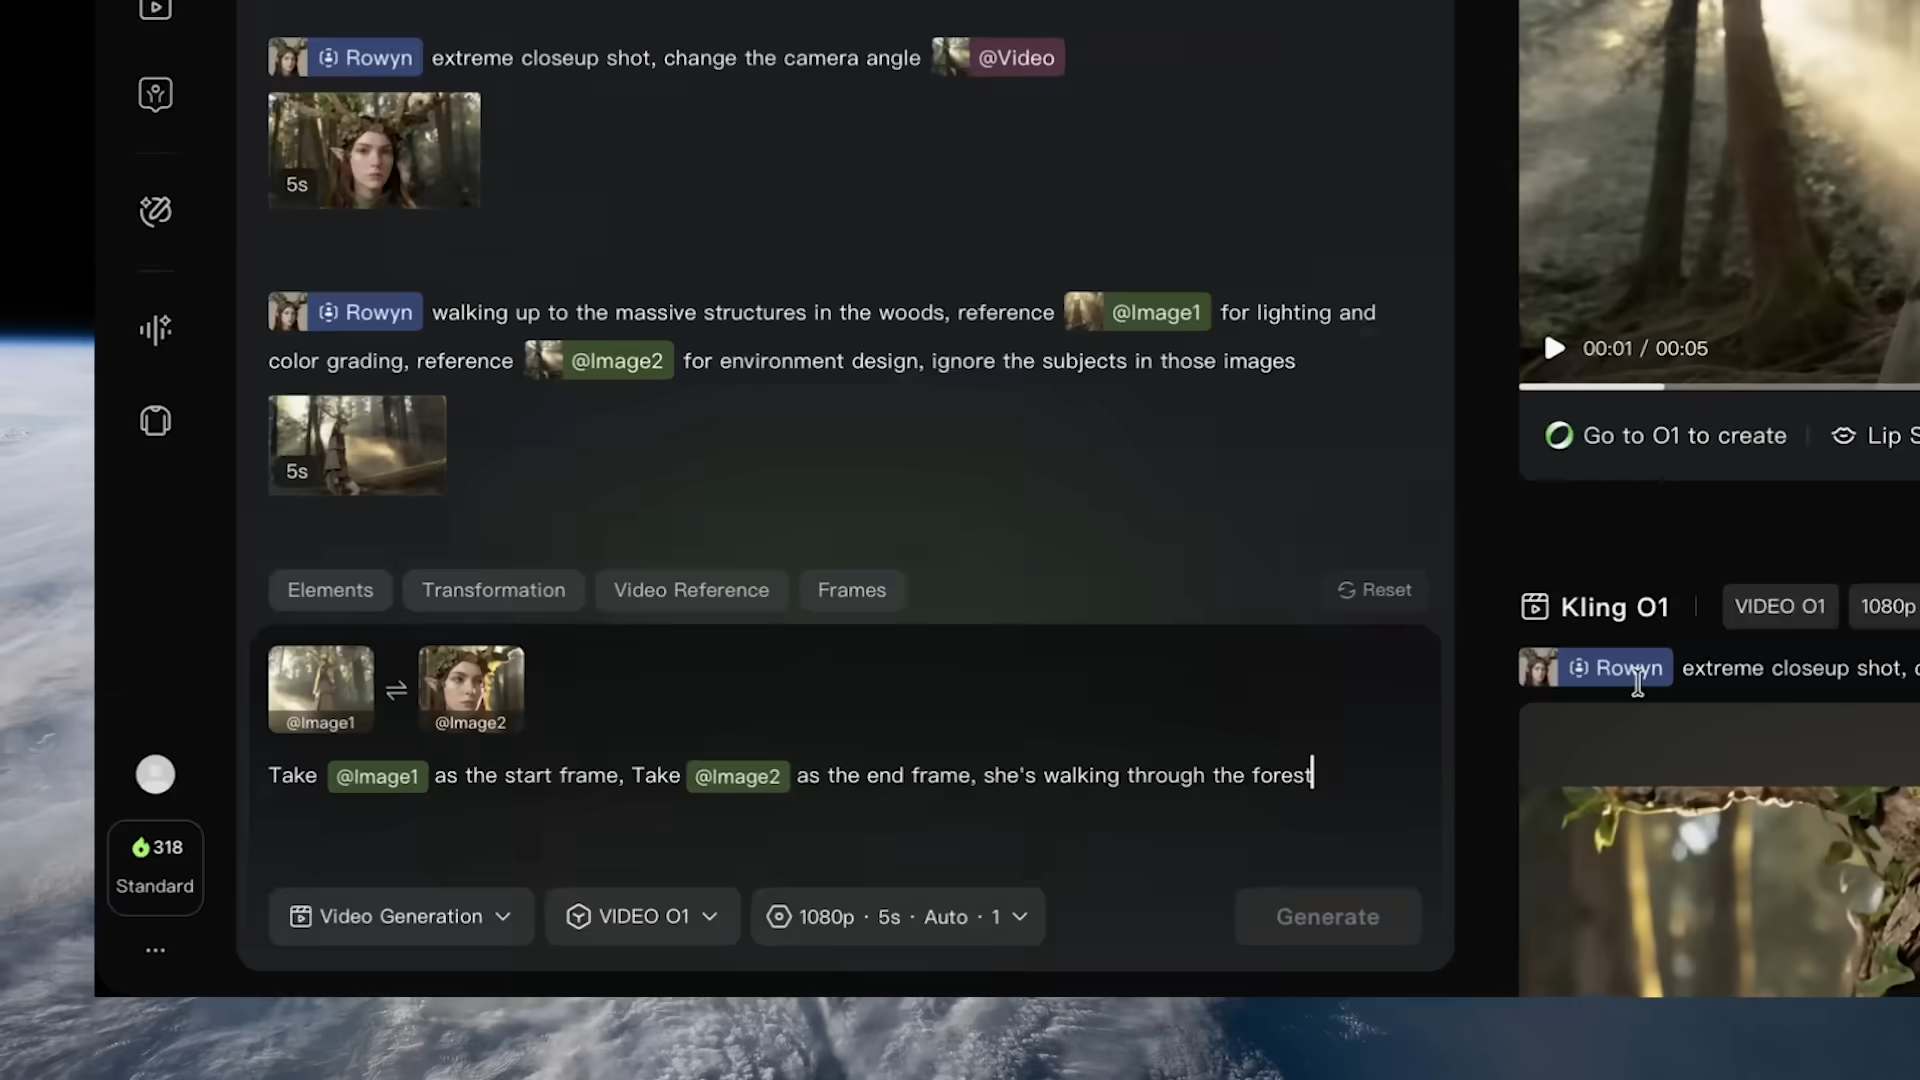 Rowyn extreme closeup shot, change the camera angle @Video
5s
Rowyn walking up to the massive structures in the woods, reference @Image1 for lighting and
color grading, reference @Image2 for environment design, ignore the subjects in those images
5s
Elements Transformation Video Reference Frames Reset
@Image1 @Image2
Take @Image1 as the start frame, Take @Image2 as the end frame, she's walking through the forest
318
Standard
Video Generation VIDEO O1 1080p · 5s · Auto · 1 Generate
00:01 / 00:05
Go to O1 to create Lip S
Kling O1 VIDEO O1 1080p
Rowyn extreme closeup shot, c